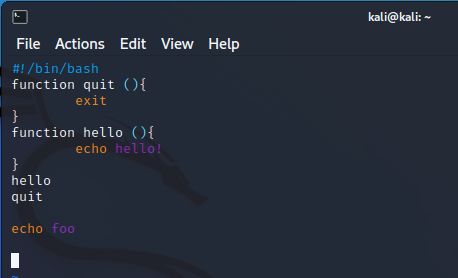 kali@kali: ~
File Actions Edit View Help
#!/bin/bash
function quit (){
        exit
}
function hello (){
        echo hello!
}
hello
quit

echo foo

~